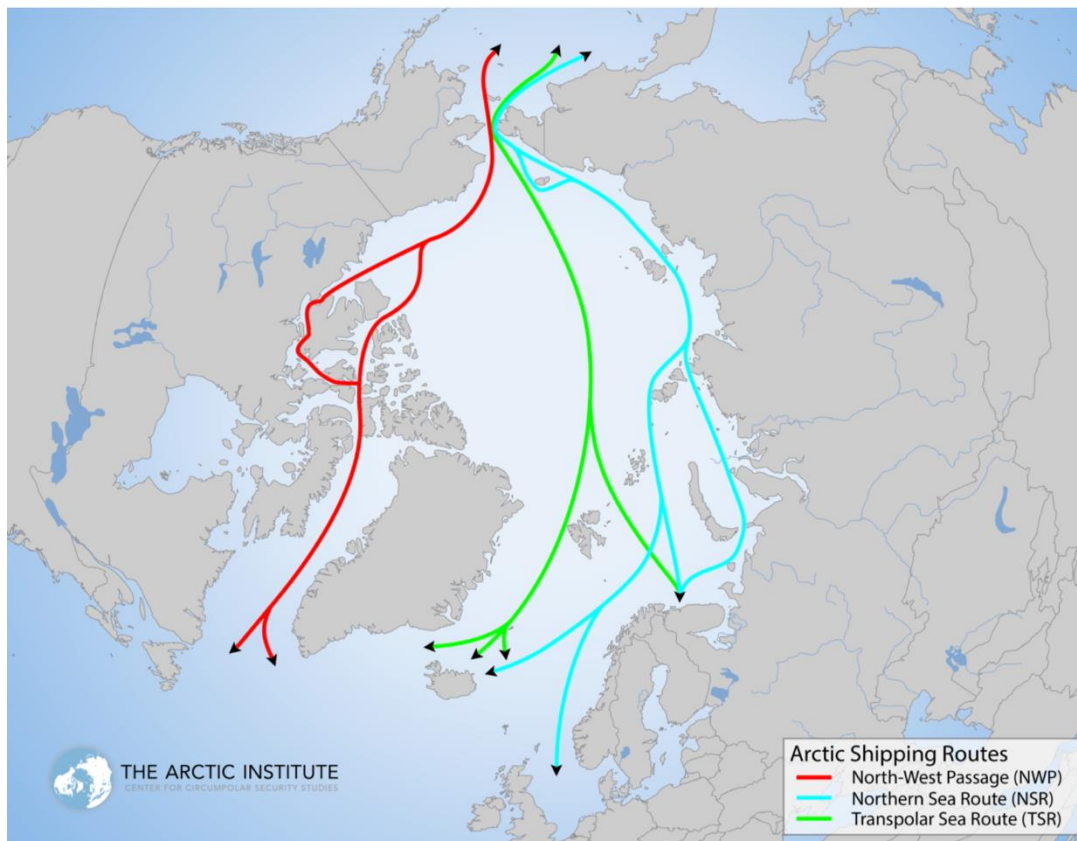 THE ARCTIC INSTITUTE
CENTER FOR CIRCUMPOLAR SECURITY STUDIES
Arctic Shipping Routes
North-West Passage (NWP)
Northern Sea Route (NSR)
Transpolar Sea Route (TSR)